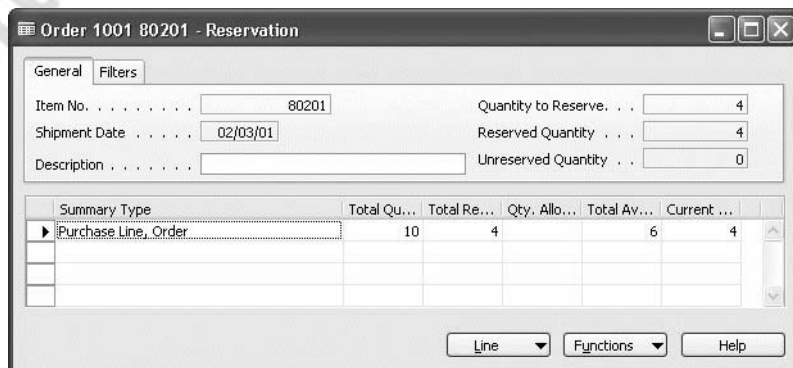 Order 1001 80201 - Reservation
General Filters
Item No. . . . . . . . . . 80201 Quantity to Reserve. . . 4
Shipment Date . . . . . 02/03/01 Reserved Quantity . . . 4
Description . . . . . . . Unreserved Quantity . . 0
Summary Type Total Qu... Total Re... Qty. Allo... Total Av... Current ...
Purchase Line, Order 10 4 6 4
Line Functions Help